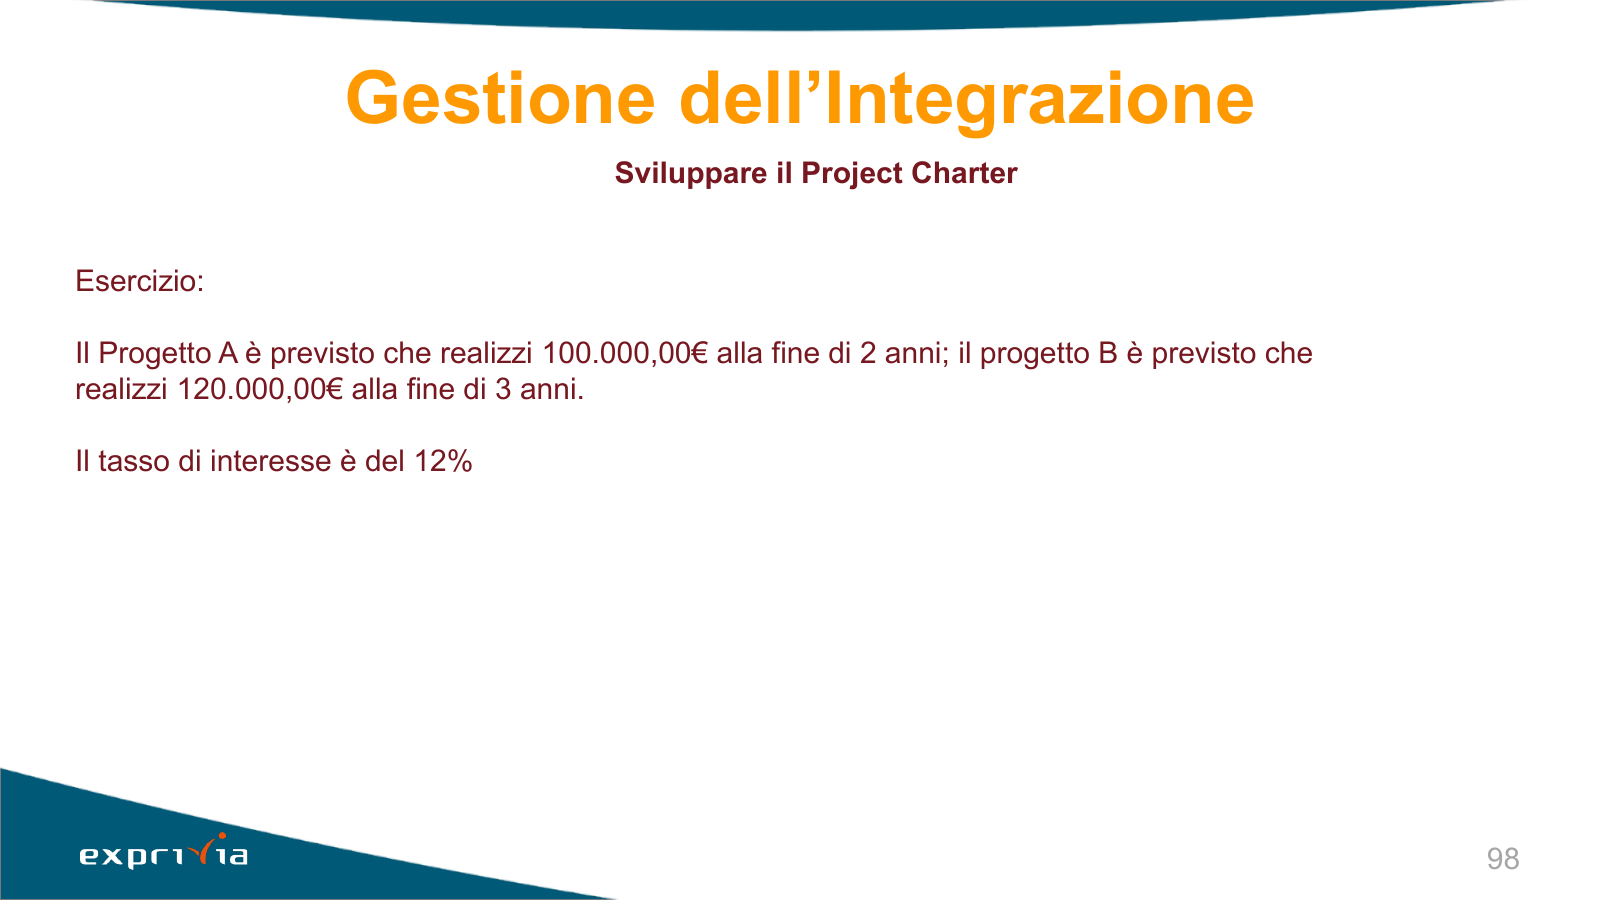 Gestione dell’Integrazione
Sviluppare il Project Charter
Esercizio:
Il Progetto A è previsto che realizzi 100.000,00€ alla fine di 2 anni; il progetto B è previsto che
realizzi 120.000,00€ alla fine di 3 anni.
Il tasso di interesse è del 12%
exprivia
98